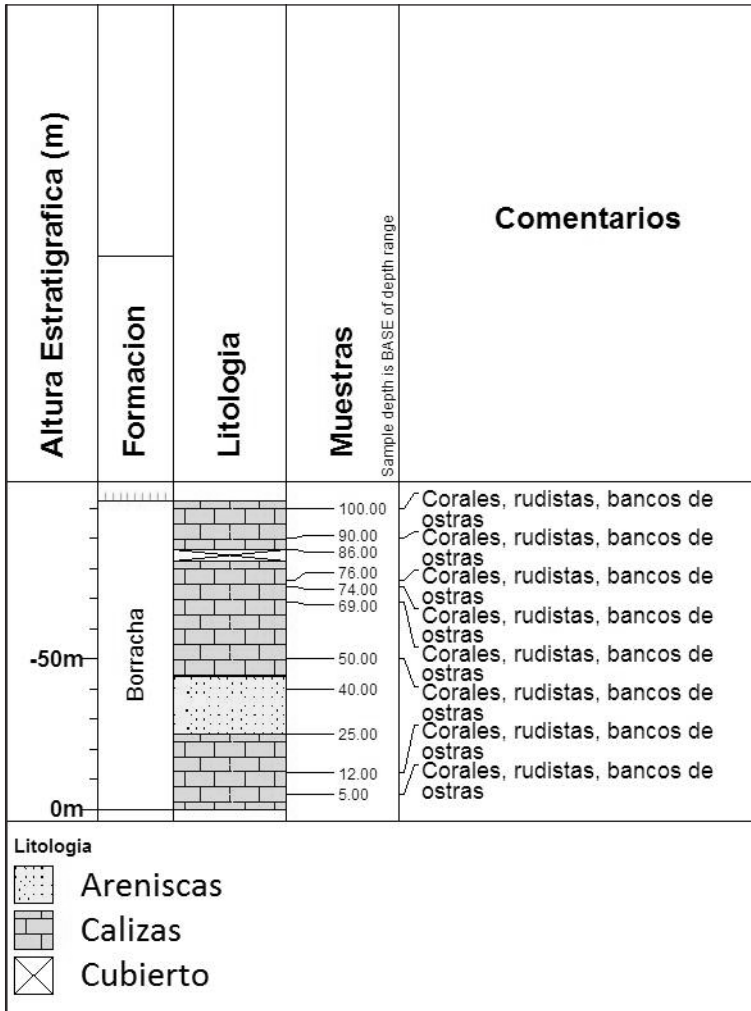 Altura Estratigrafica (m)
Formacion
Litologia
Muestras
Sample depth is BASE of depth range
Comentarios
-50m
0m
Borracha
100.00
90.00
86.00
76.00
74.00
69.00
50.00
40.00
25.00
12.00
5.00
Corales, rudistas, bancos de
ostras
Corales, rudistas, bancos de
ostras
Corales, rudistas, bancos de
ostras
Corales, rudistas, bancos de
ostras
Corales, rudistas, bancos de
ostras
Corales, rudistas, bancos de
ostras
Corales, rudistas, bancos de
ostras
Corales, rudistas, bancos de
ostras
Litologia
Areniscas
Calizas
Cubierto